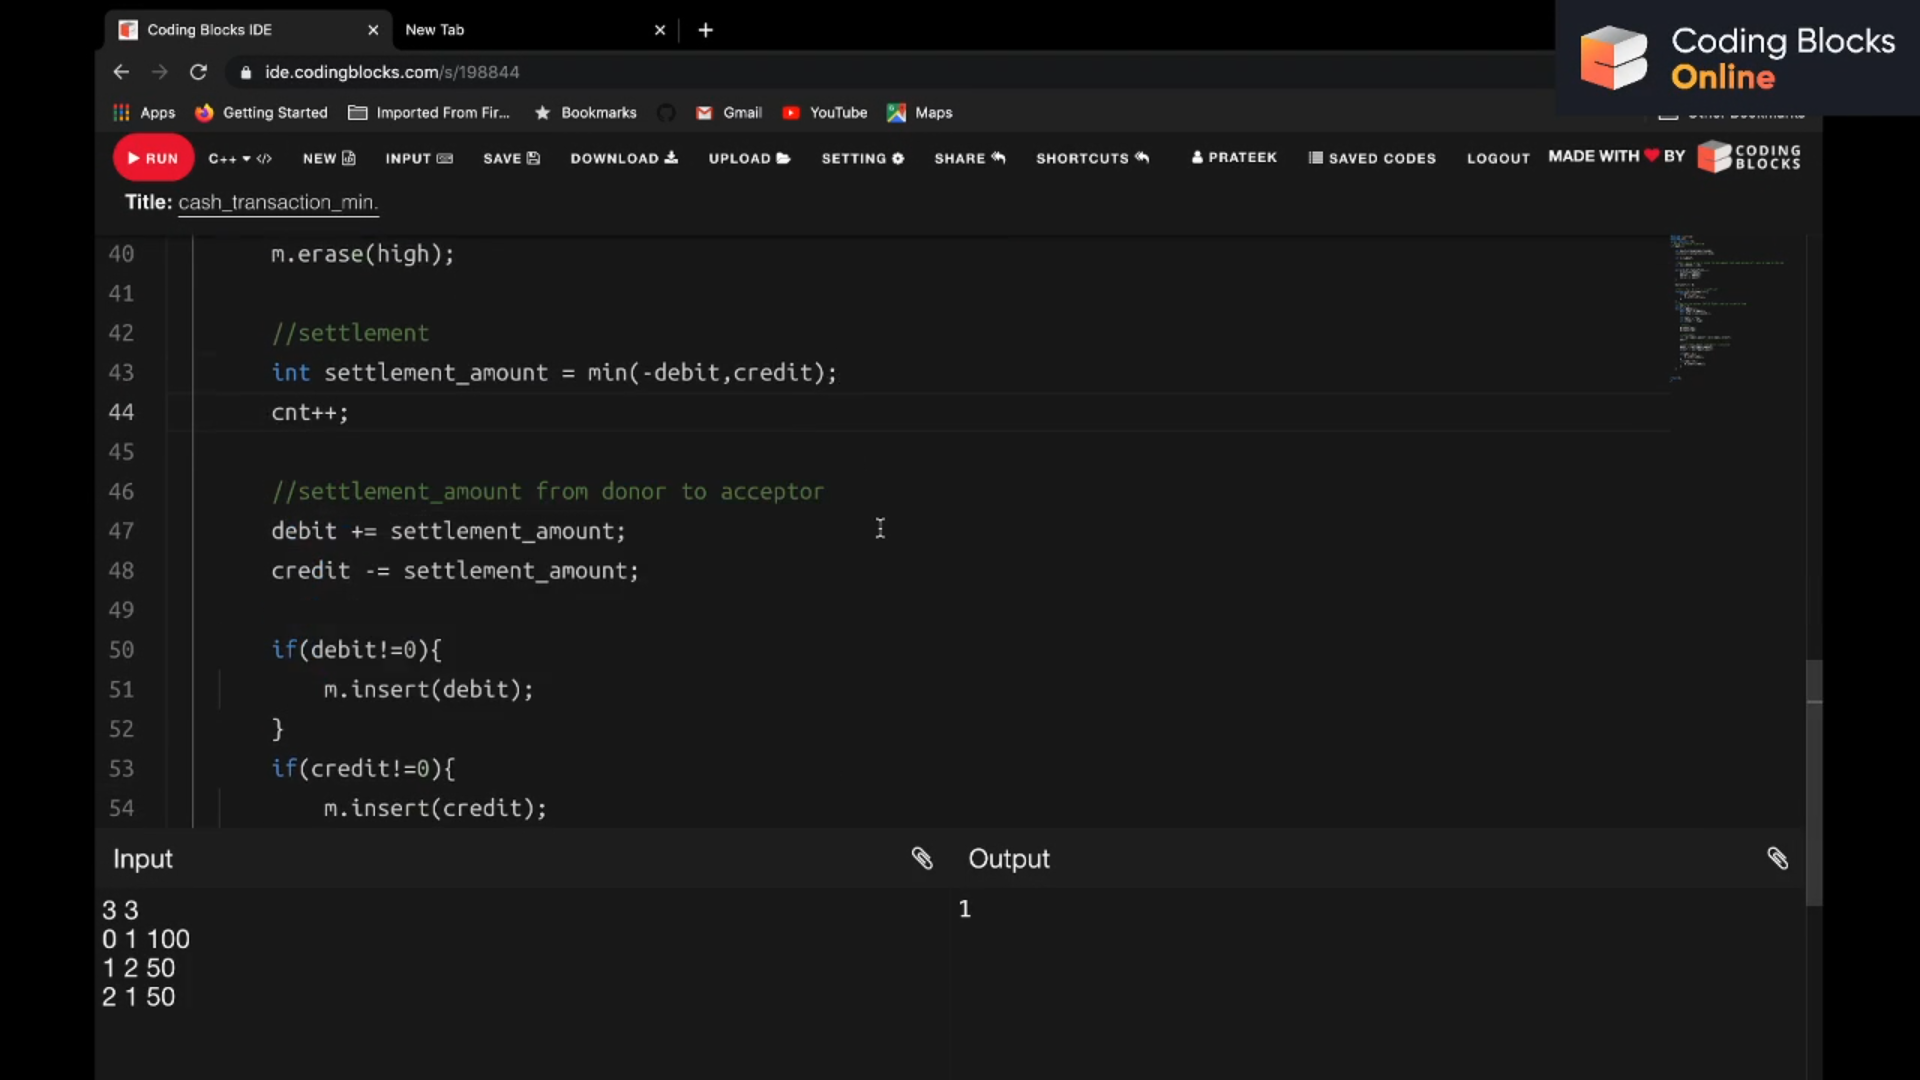 Coding Blocks IDE
New Tab
Coding Blocks
Online
ide.codingblocks.com/s/198844
Apps
Getting Started
Imported From Fir...
Bookmarks
Gmail
YouTube
Maps
Other Bookmarks
RUN
C++
NEW
INPUT
SAVE
DOWNLOAD
UPLOAD
SETTING
SHARE
SHORTCUTS
PRATEEK
SAVED CODES
LOGOUT
MADE WITH BY
CODING
BLOCKS
Title: cash_transaction_min.
40 m.erase(high);
41
42 //settlement
43 int settlement_amount = min(-debit,credit);
44 cnt++;
45
46 //settlement_amount from donor to acceptor
47 debit += settlement_amount;
48 credit -= settlement_amount;
49
50 if(debit!=0){
51 m.insert(debit);
52 }
53 if(credit!=0){
54 m.insert(credit);
Input
3 3
0 1 100
1 2 50
2 1 50
Output
1